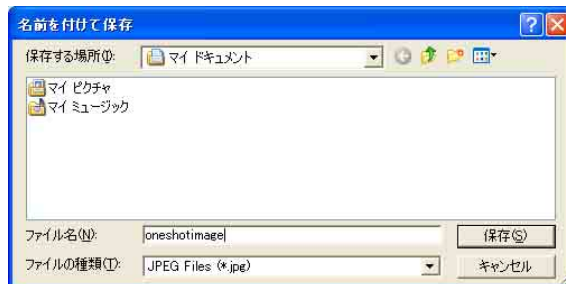 名前を付けて保存
保存する場所(I):
マイ ドキュメント
マイ ピクチャ
マイ ミュージック
ファイル名(N):
oneshotimage
保存(S)
ファイルの種類(T):
JPEG Files (*.jpg)
キャンセル